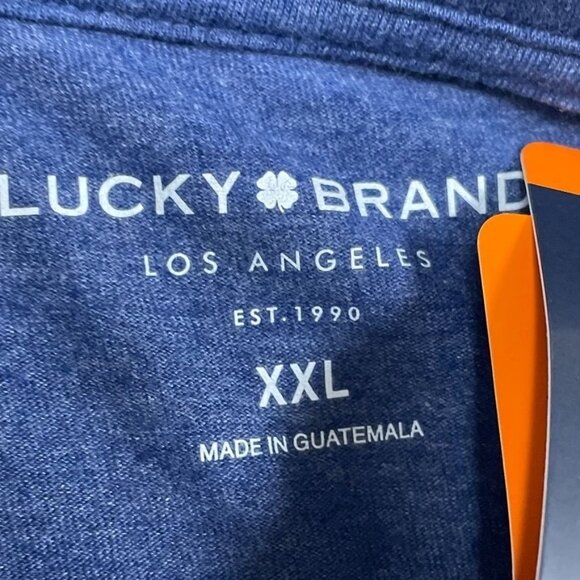 LUCKY BRAND
LOS ANGELES
EST. 1990
XXL
MADE IN GUATEMALA